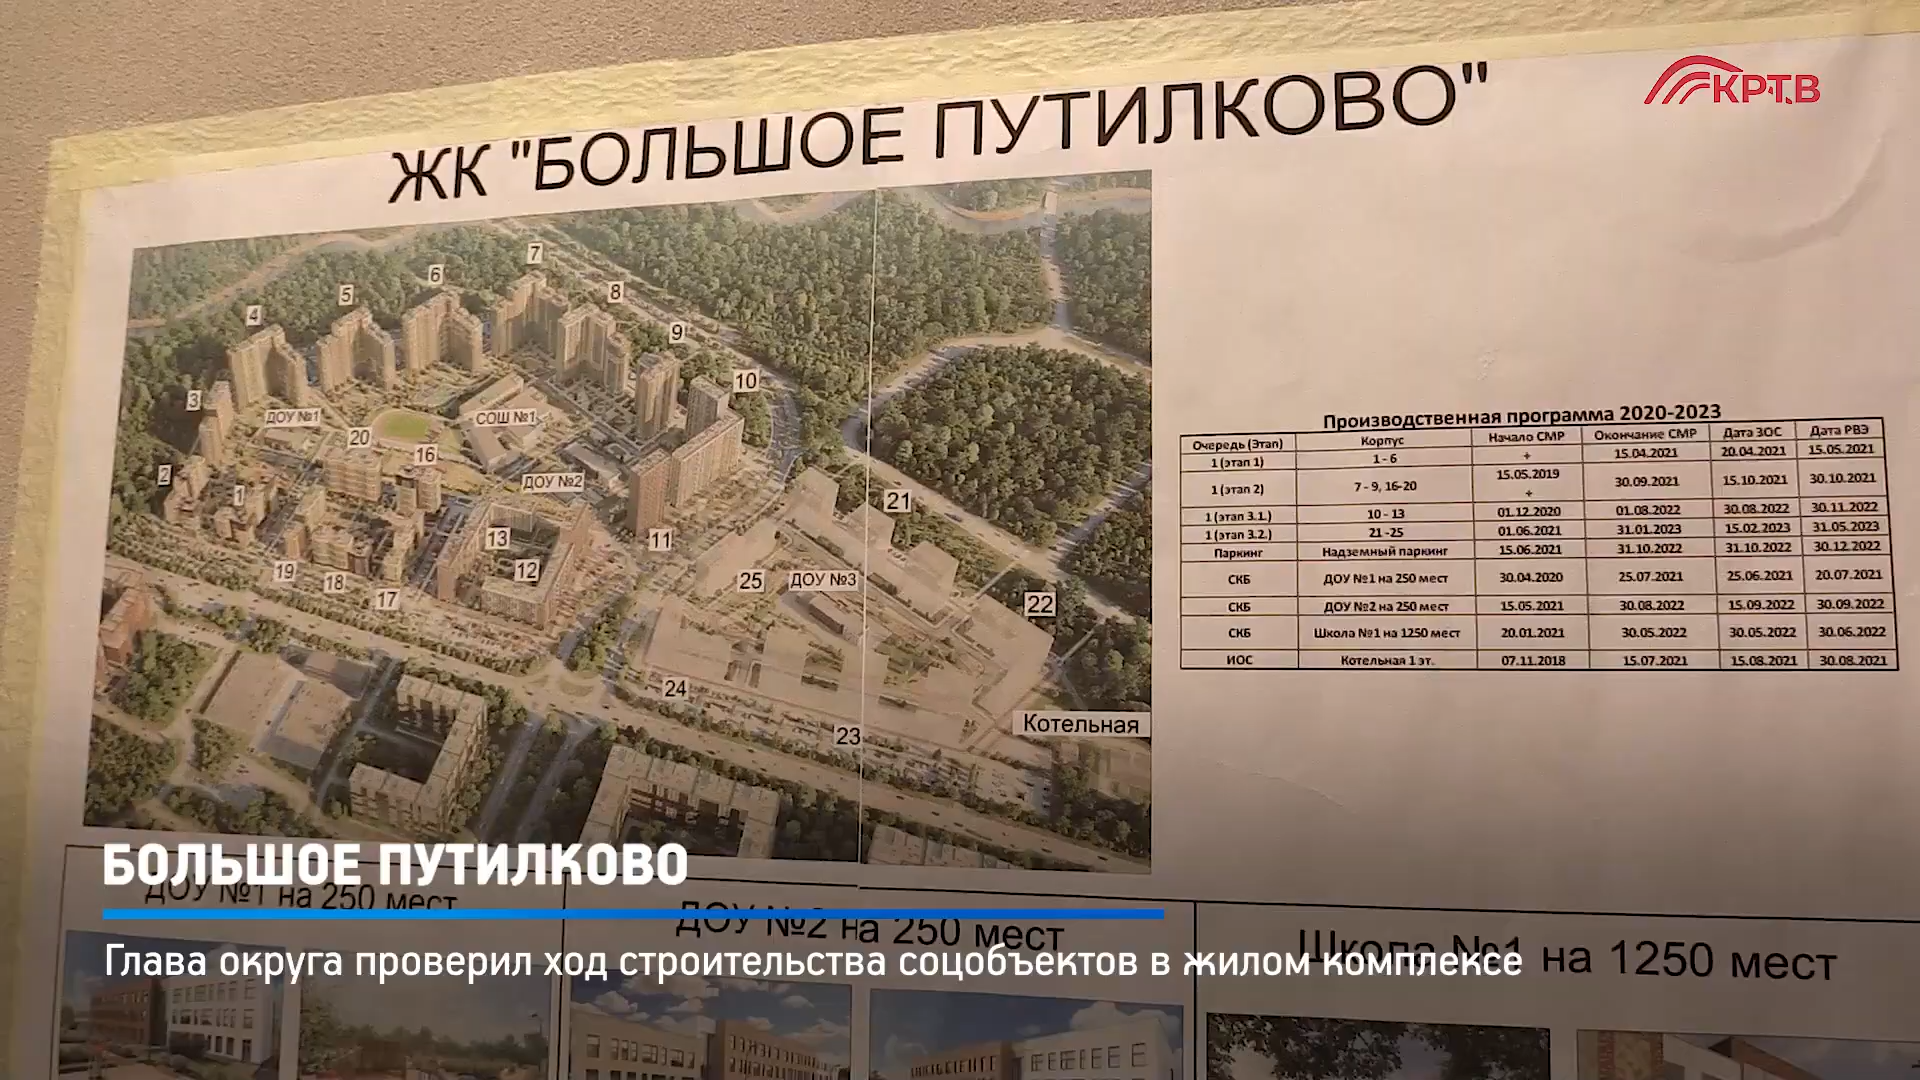 КРТВ
ЖК "БОЛЬШОЕ ПУТИЛКОВО"
7
6
5
8
4
9
10
3
ДОУ №1
СОШ №1
20
16
2
ДОУ №2
1
21
13
11
12
19
18
17
25
ДОУ №3
22
24
23
Котельная
Производственная программа 2020-2023
Очередь (Этап) Корпус Начало СМР Окончание СМР Дата ЗОС Дата РВЭ
1 (этап 1) 1 - 6 + 15.04.2021 20.04.2021 15.05.2021
1 (этап 2) 7 - 9, 16-20 15.05.2019 + 30.09.2021 15.10.2021 30.10.2021
1 (этап 3.1.) 10 - 13 01.12.2020 01.08.2022 30.08.2022 30.11.2022
1 (этап 3.2.) 21 -25 01.06.2021 31.01.2023 15.02.2023 31.05.2023
Паркинг Надземный паркинг 15.06.2021 31.10.2022 31.10.2022 30.12.2022
СКБ ДОУ №1 на 250 мест 30.04.2020 25.07.2021 25.06.2021 20.07.2021
СКБ ДОУ №2 на 250 мест 15.05.2021 30.08.2022 15.09.2022 30.09.2022
СКБ Школа №1 на 1250 мест 20.01.2021 30.05.2022 30.05.2022 30.06.2022
ИОС Котельная 1 эт. 07.11.2018 15.07.2021 15.08.2021 30.08.2021
БОЛЬШОЕ ПУТИЛКОВО
ДОУ №1 на 250 мест
ДОУ №2 на 250 мест
Школа №1 на 1250 мест
Глава округа проверил ход строительства соцобъектов в жилом комплексе